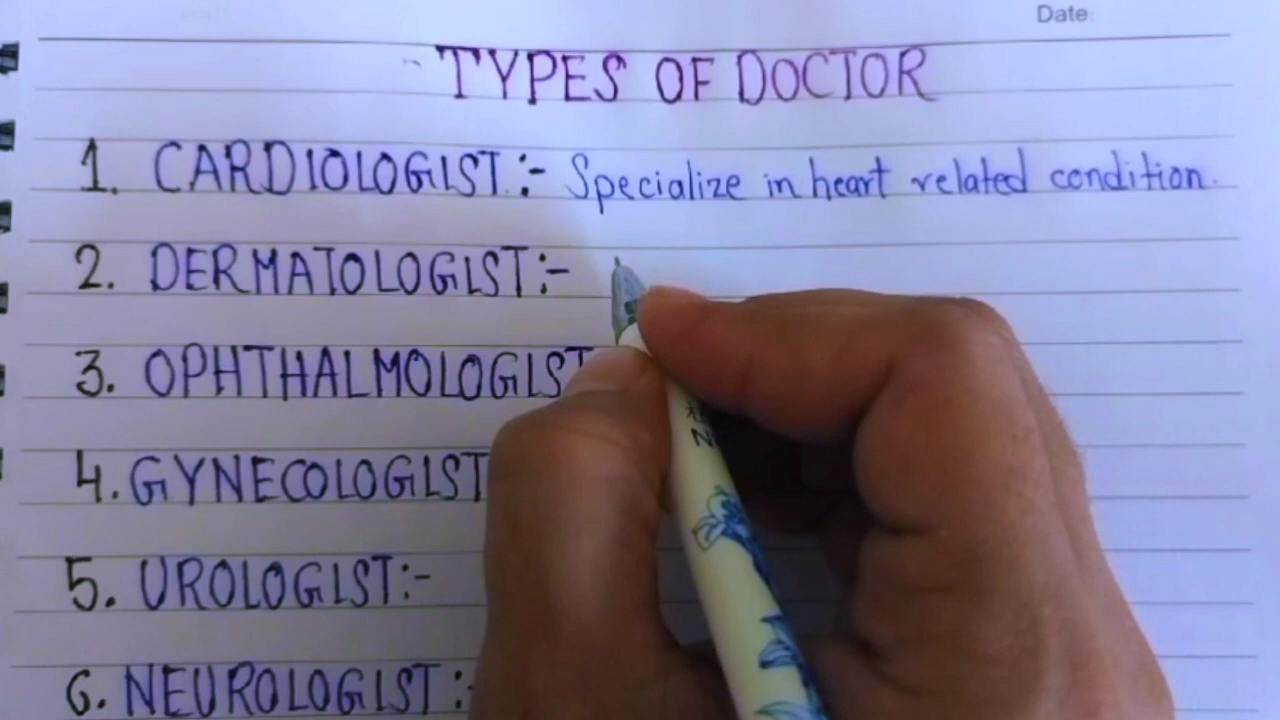 Date:
TYPES OF DOCTOR
1. CARDIOLOGIST :- Specialize in heart related condition.
2. DERMATOLOGIST :-
3. OPHTHALMOLOGIST
4. GYNECOLOGIST
5. UROLOGIST :-
6. NEUROLOGIST :-